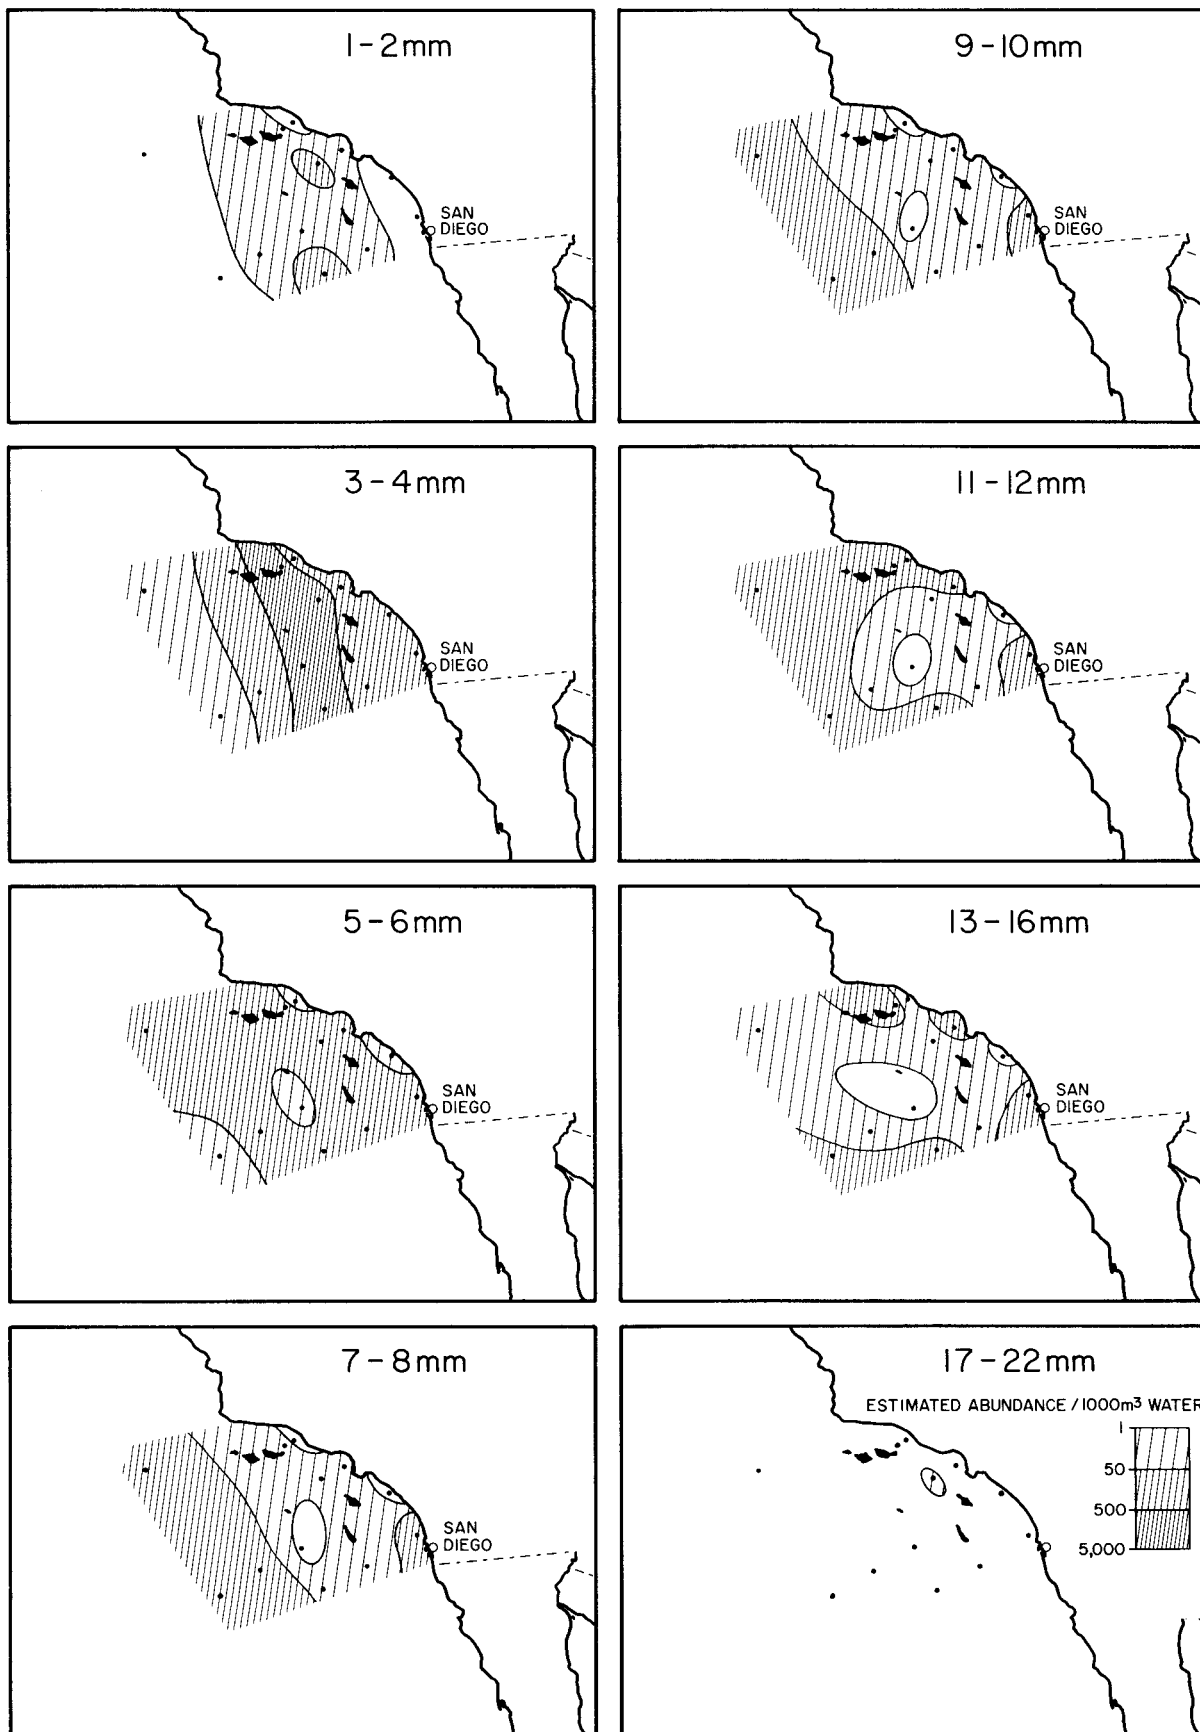 1-2mm
SAN
DIEGO
9-10mm
SAN
DIEGO
3-4mm
SAN
DIEGO
11-12mm
SAN
DIEGO
5-6mm
SAN
DIEGO
13-16mm
SAN
DIEGO
7-8mm
SAN
DIEGO
17-22mm
ESTIMATED ABUNDANCE / 1000m³ WATER
1
50
500
5,000